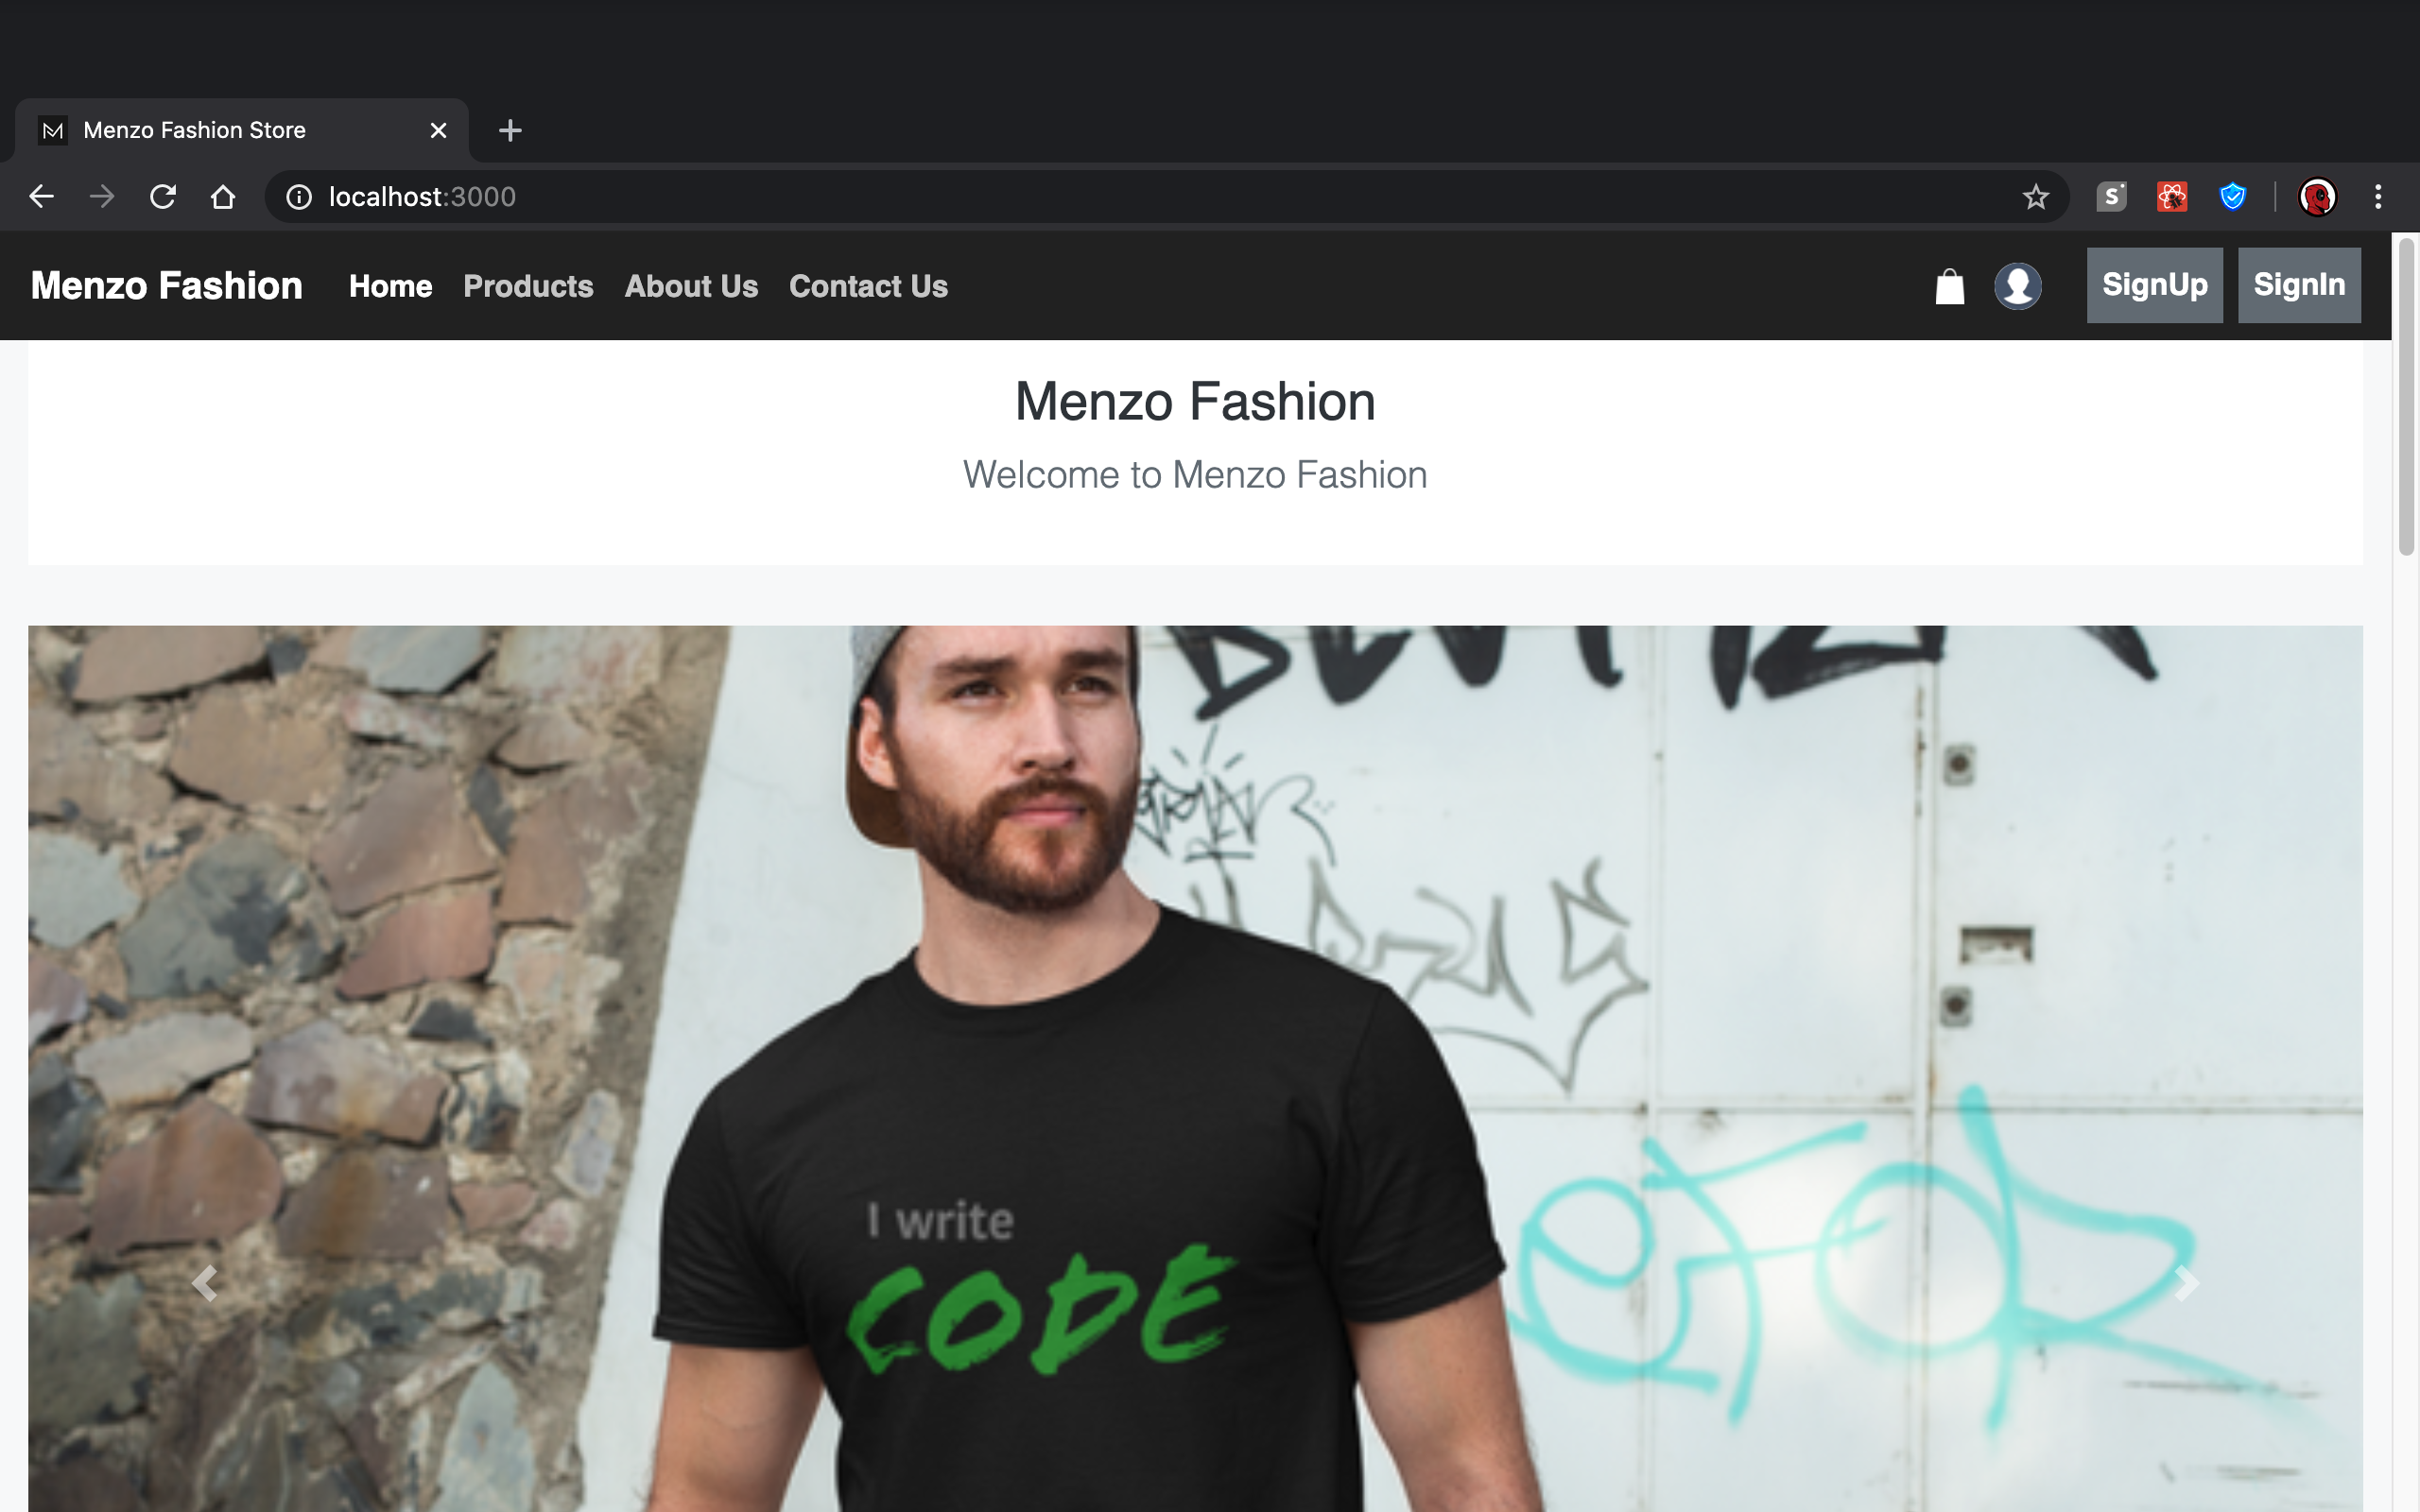 Menzo Fashion Store
localhost:3000
Menzo Fashion Home Products About Us Contact Us SignUp SignIn
Menzo Fashion
Welcome to Menzo Fashion
I write
CODE